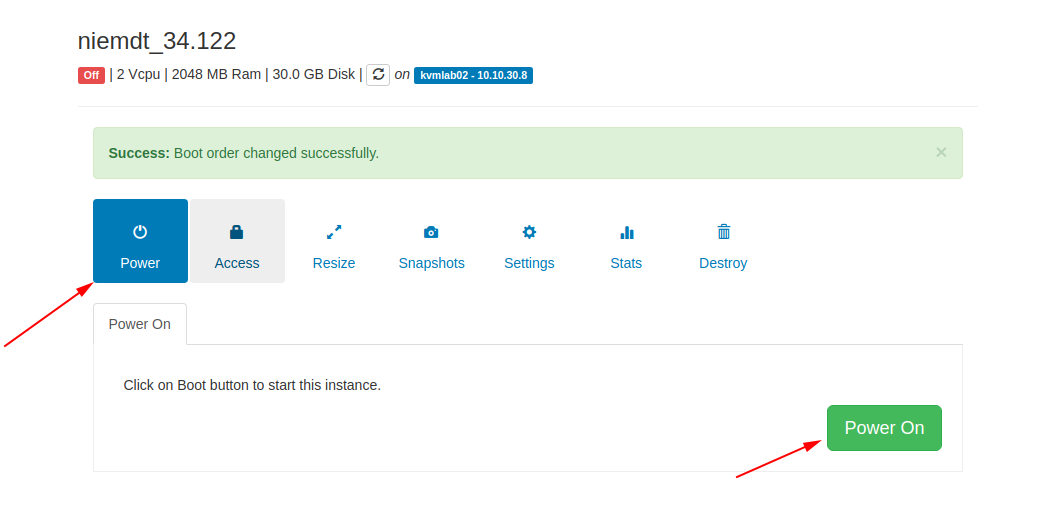 niemdt_34.122
Off | 2 Vcpu | 2048 MB Ram | 30.0 GB Disk | on kvmlab02 - 10.10.30.8
Success: Boot order changed successfully. ×
Power Access Resize Snapshots Settings Stats Destroy
Power On
Click on Boot button to start this instance.
Power On